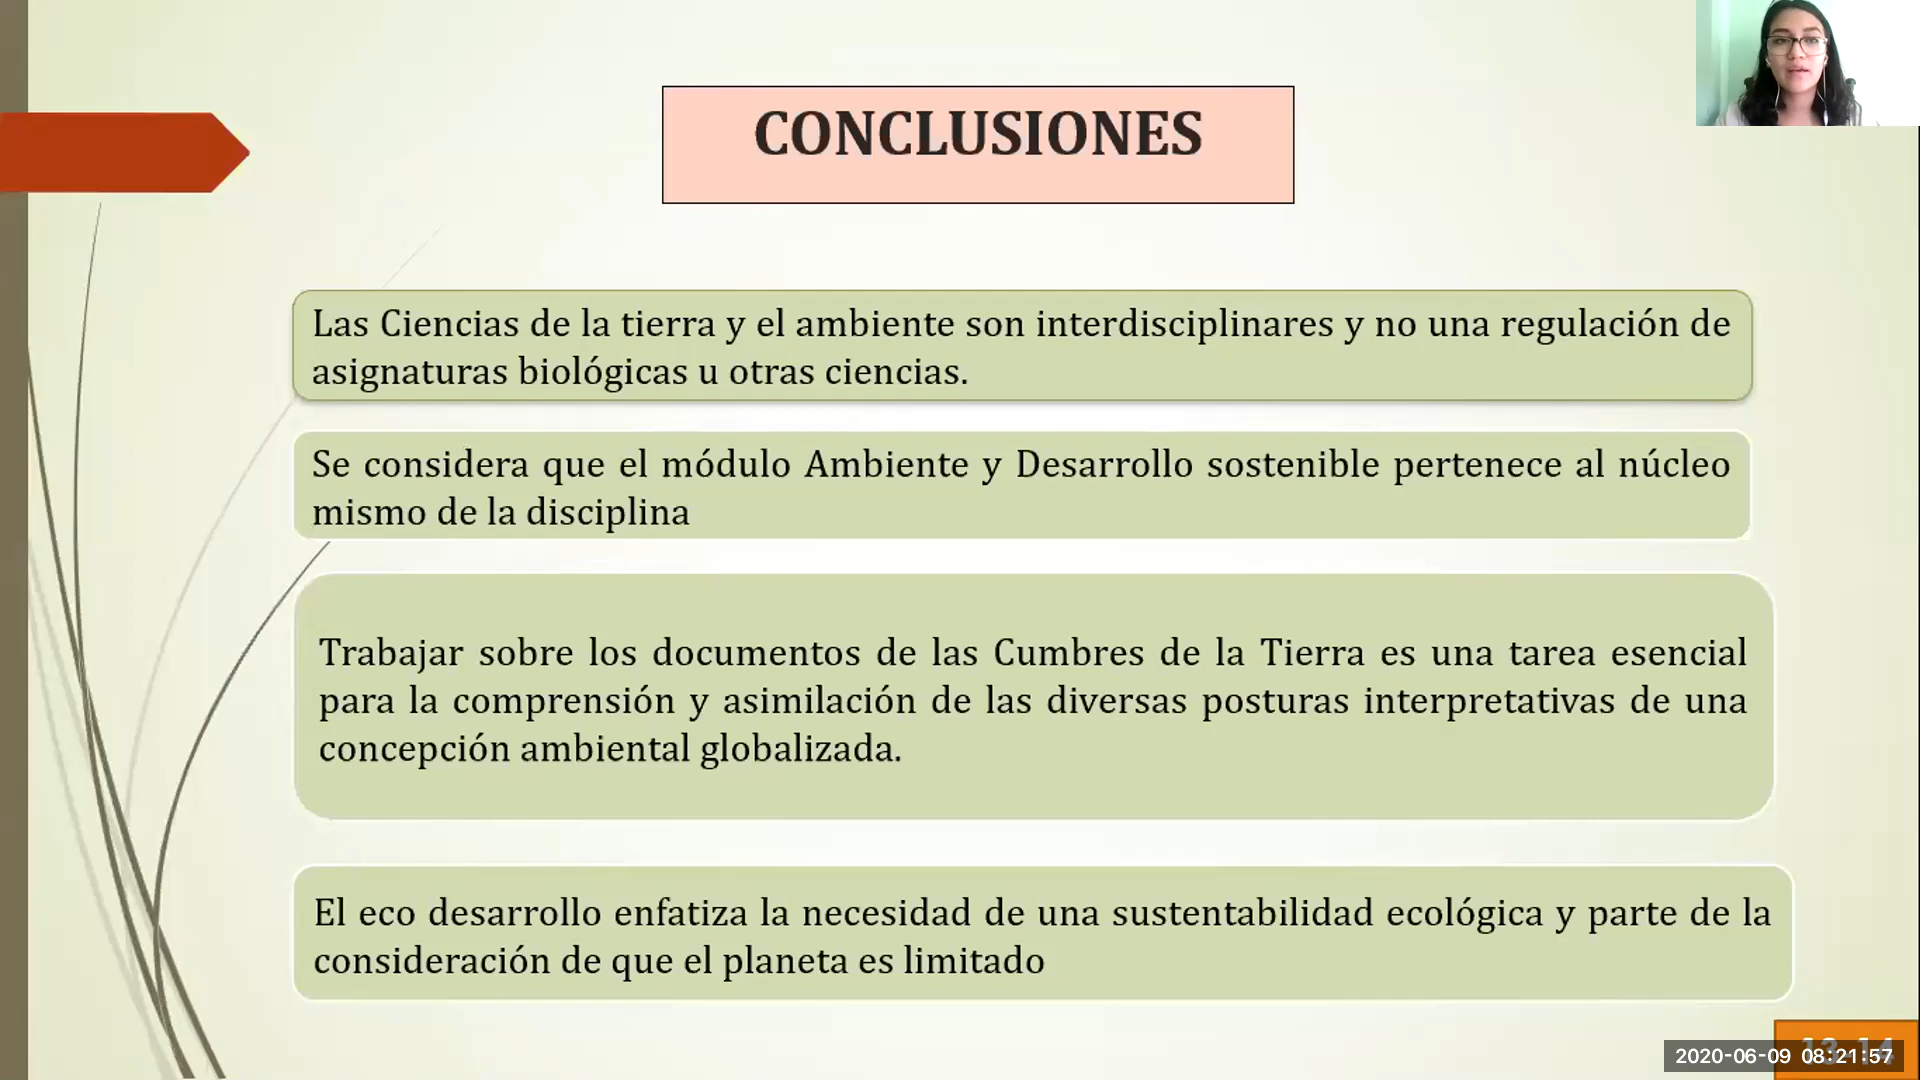 CONCLUSIONES
Las Ciencias de la tierra y el ambiente son interdisciplinares y no una regulación de
asignaturas biológicas u otras ciencias.
Se considera que el módulo Ambiente y Desarrollo sostenible pertenece al núcleo
mismo de la disciplina
Trabajar sobre los documentos de las Cumbres de la Tierra es una tarea esencial
para la comprensión y asimilación de las diversas posturas interpretativas de una
concepción ambiental globalizada.
El eco desarrollo enfatiza la necesidad de una sustentabilidad ecológica y parte de la
consideración de que el planeta es limitado
2020-06-09 08:21:57